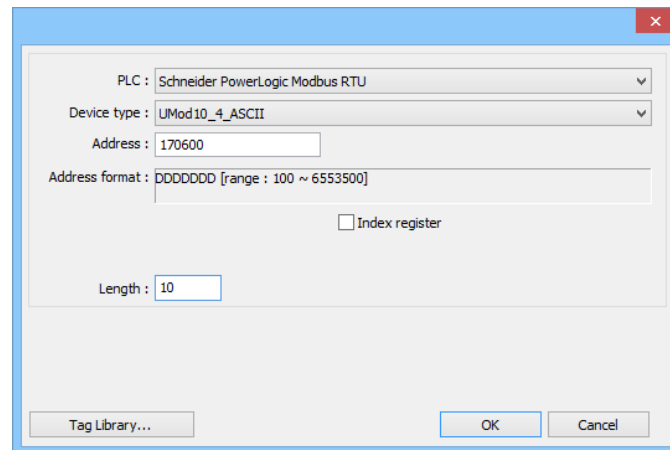 PLC : Schneider PowerLogic Modbus RTU
Device type : UMod10_4_ASCII
Address : 170600
Address format : DDDDDDD [range : 100 ~ 6553500]
Index register
Length : 10
Tag Library... OK Cancel